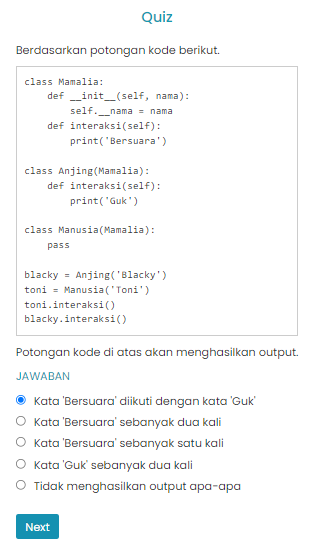 Quiz
Berdasarkan potongan kode berikut.
class Mamalia:
    def __init__(self, nama):
        self.__nama = nama
    def interaksi(self):
        print('Bersuara')
class Anjing(Mamalia):
    def interaksi(self):
        print('Guk')
class Manusia(Mamalia):
    pass
blacky = Anjing('Blacky')
toni = Manusia('Toni')
toni.interaksi()
blacky.interaksi()
Potongan kode di atas akan menghasilkan output.
JAWABAN
Kata 'Bersuara' diikuti dengan kata 'Guk'
Kata 'Bersuara' sebanyak dua kali
Kata 'Bersuara' sebanyak satu kali
Kata 'Guk' sebanyak dua kali
Tidak menghasilkan output apa-apa
Next